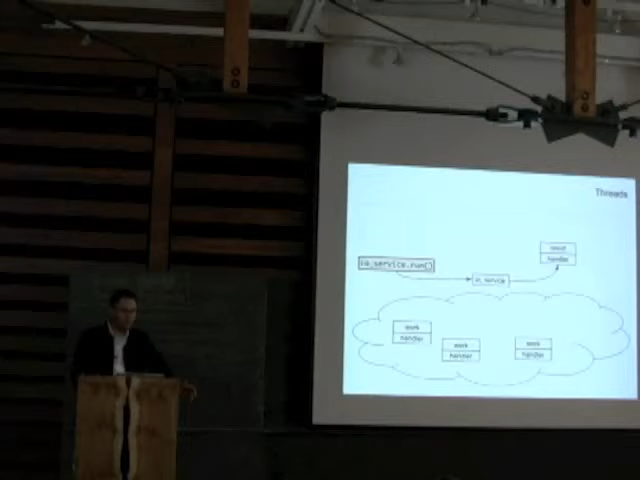 Threads
result
handler
io_service.run()
io_service
work
handler
work
handler
work
handler